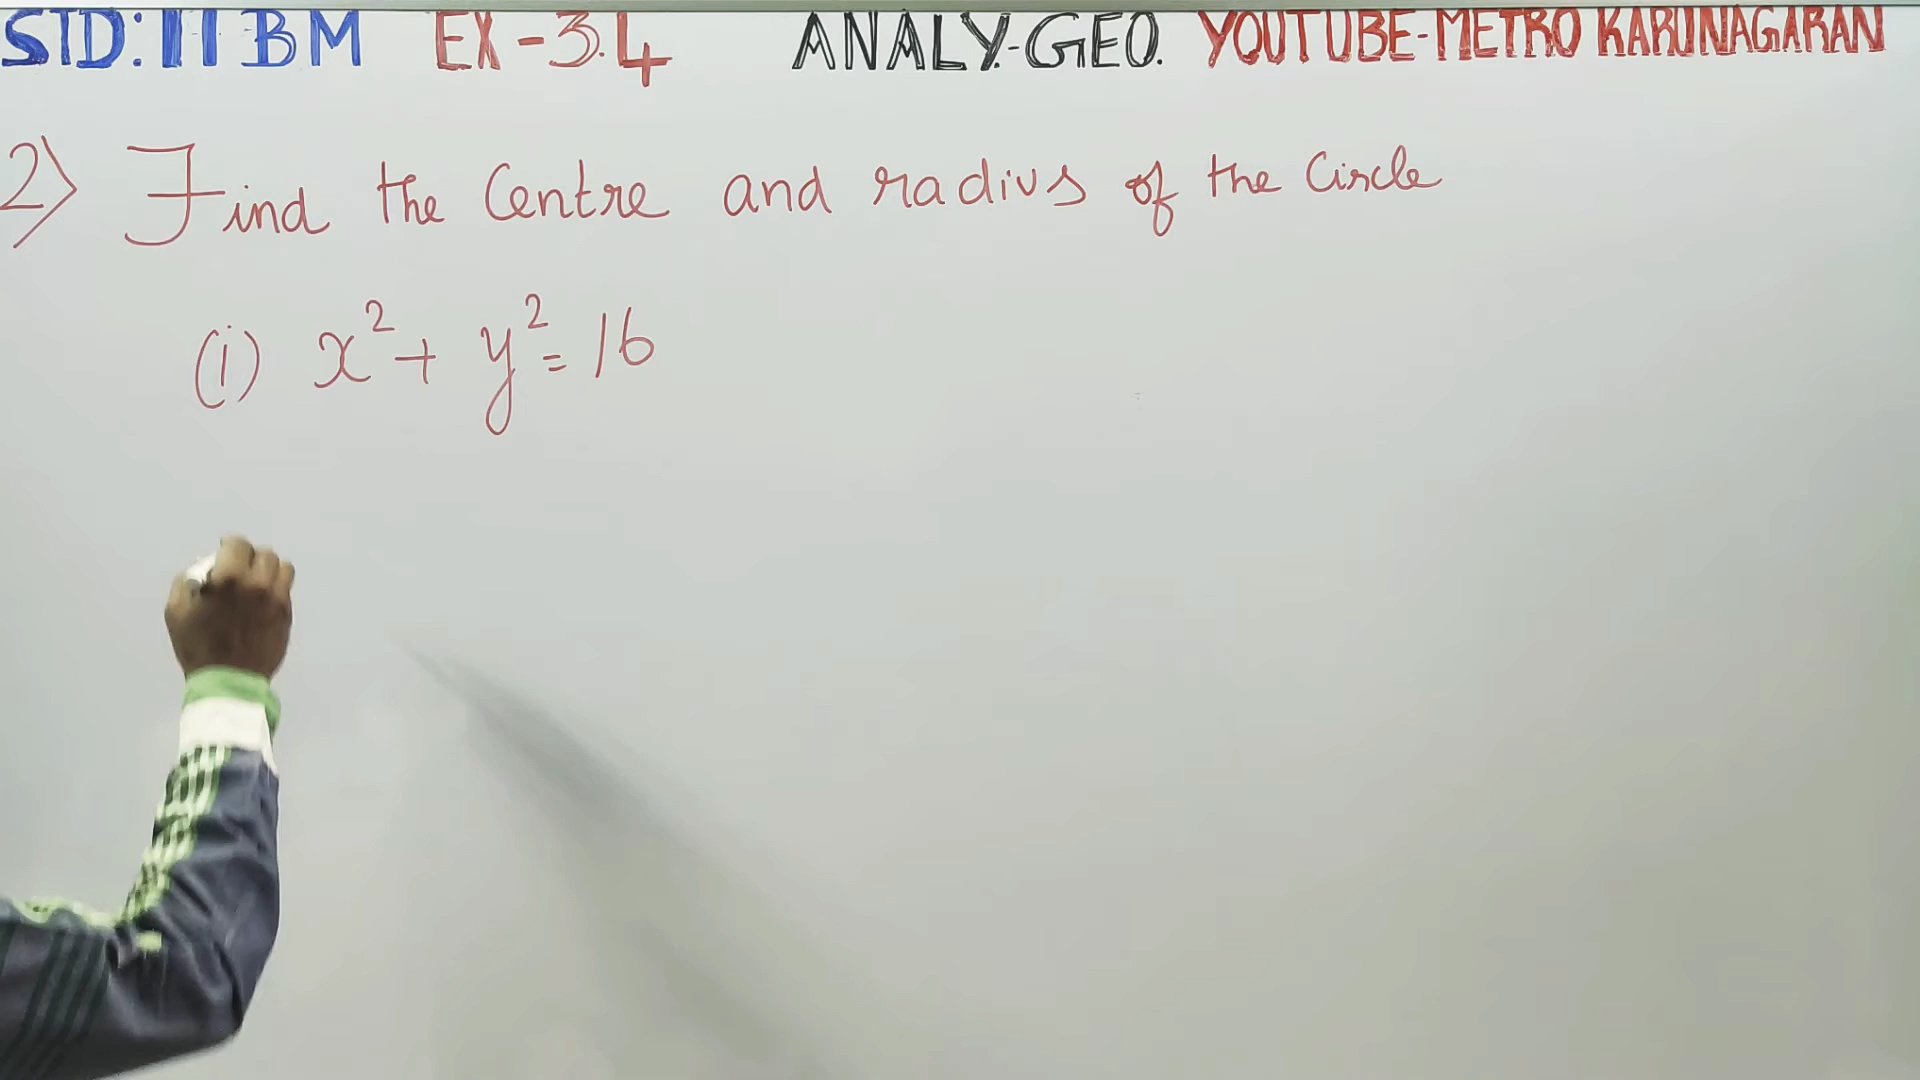 STD: 11 BM EX-3.4 ANALY.-GEO. YOUTUBE-METRO KARUNAGARAN
2) Find the Centre and radius of the Circle
(i) x²+ y²= 16